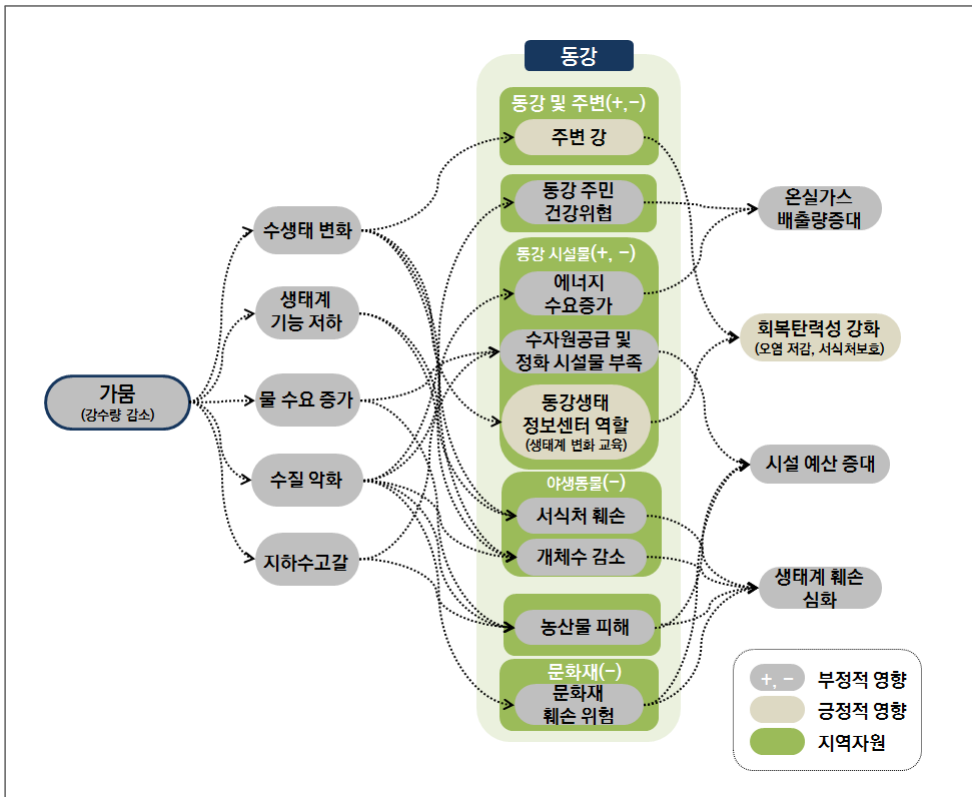 동강
동강 및 주변(+,-)
주변 강
동강 주민
건강위험
동강 시설물(+, -)
에너지
수요증가
수자원공급 및
정화 시설물 부족
동강생태
정보센터 역할
(생태계 변화 교육)
야생동물(-)
서식처 훼손
개체수 감소
농산물 피해
문화재(-)
문화재
훼손 위험
가뭄
(강수량 감소)
수생태 변화
생태계
기능 저하
물 수요 증가
수질 악화
지하수고갈
온실가스
배출량증대
회복탄력성 강화
(오염 저감, 서식처보호)
시설 예산 증대
생태계 훼손
심화
+, - 부정적 영향
긍정적 영향
지역자원